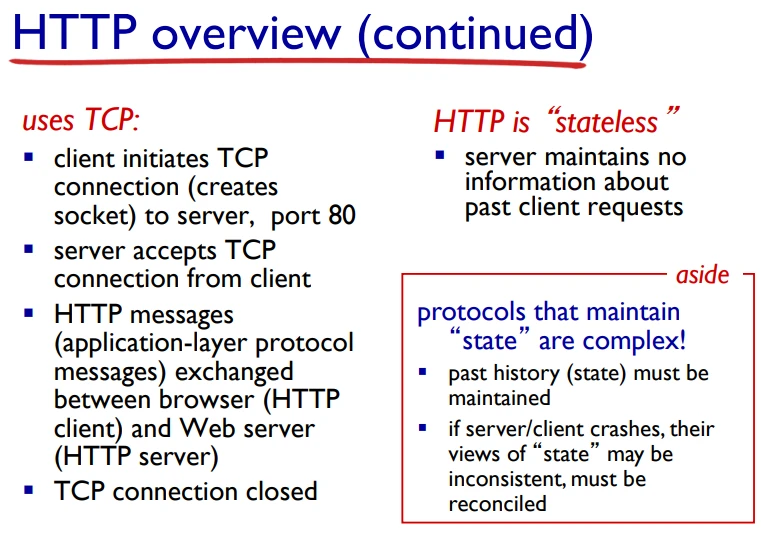 HTTP overview (continued)
uses TCP:
▪ client initiates TCP
connection (creates
socket) to server, port 80
▪ server accepts TCP
connection from client
▪ HTTP messages
(application-layer protocol
messages) exchanged
between browser (HTTP
client) and Web server
(HTTP server)
▪ TCP connection closed
HTTP is “stateless”
▪ server maintains no
information about
past client requests
aside
protocols that maintain
“state” are complex!
▪ past history (state) must be
maintained
▪ if server/client crashes, their
views of “state” may be
inconsistent, must be
reconciled